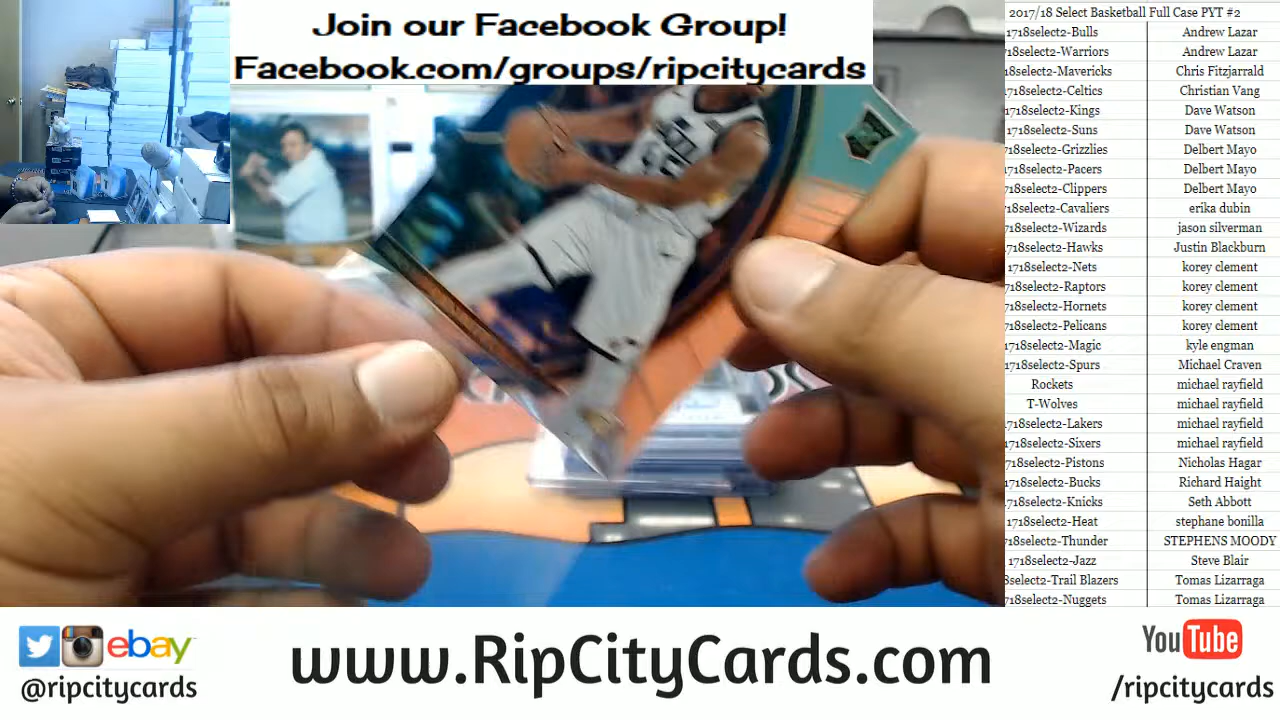 Join our Facebook Group!
Facebook.com/groups/ripcitycards
2017/18 Select Basketball Full Case PYT #2
1718select2-Bulls Andrew Lazar
718select2-Warriors Andrew Lazar
18select2-Mavericks Chris Fitzjarrald
718select2-Celtics Christian Vang
718select2-Kings Dave Watson
718select2-Suns Dave Watson
18select2-Grizzlies Delbert Mayo
718select2-Pacers Delbert Mayo
718select2-Clippers Delbert Mayo
18select2-Cavaliers erika dubin
18select2-Wizards jason silverman
718select2-Hawks Justin Blackburn
1718select2-Nets korey clement
718select2-Raptors korey clement
718select2-Hornets korey clement
718select2-Pelicans korey clement
718select2-Magic kyle engman
718select2-Spurs Michael Craven
Rockets michael rayfield
T-Wolves michael rayfield
718select2-Lakers michael rayfield
718select2-Sixers michael rayfield
718select2-Pistons Nicholas Hagar
718select2-Bucks Richard Haight
718select2-Knicks Seth Abbott
1718select2-Heat stephane bonilla
718select2-Thunder STEPHENS MOODY
1718select2-Jazz Steve Blair
8select2-Trail Blazers Tomas Lizarraga
718select2-Nuggets Tomas Lizarraga
ebay
@ripcitycards
www.RipCityCards.com
YouTube
/ripcitycards